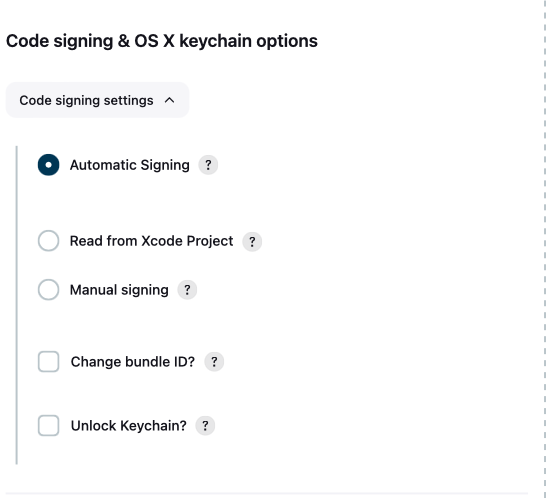 Code signing & OS X keychain options
Code signing settings
Automatic Signing ?
Read from Xcode Project ?
Manual signing ?
Change bundle ID? ?
Unlock Keychain? ?